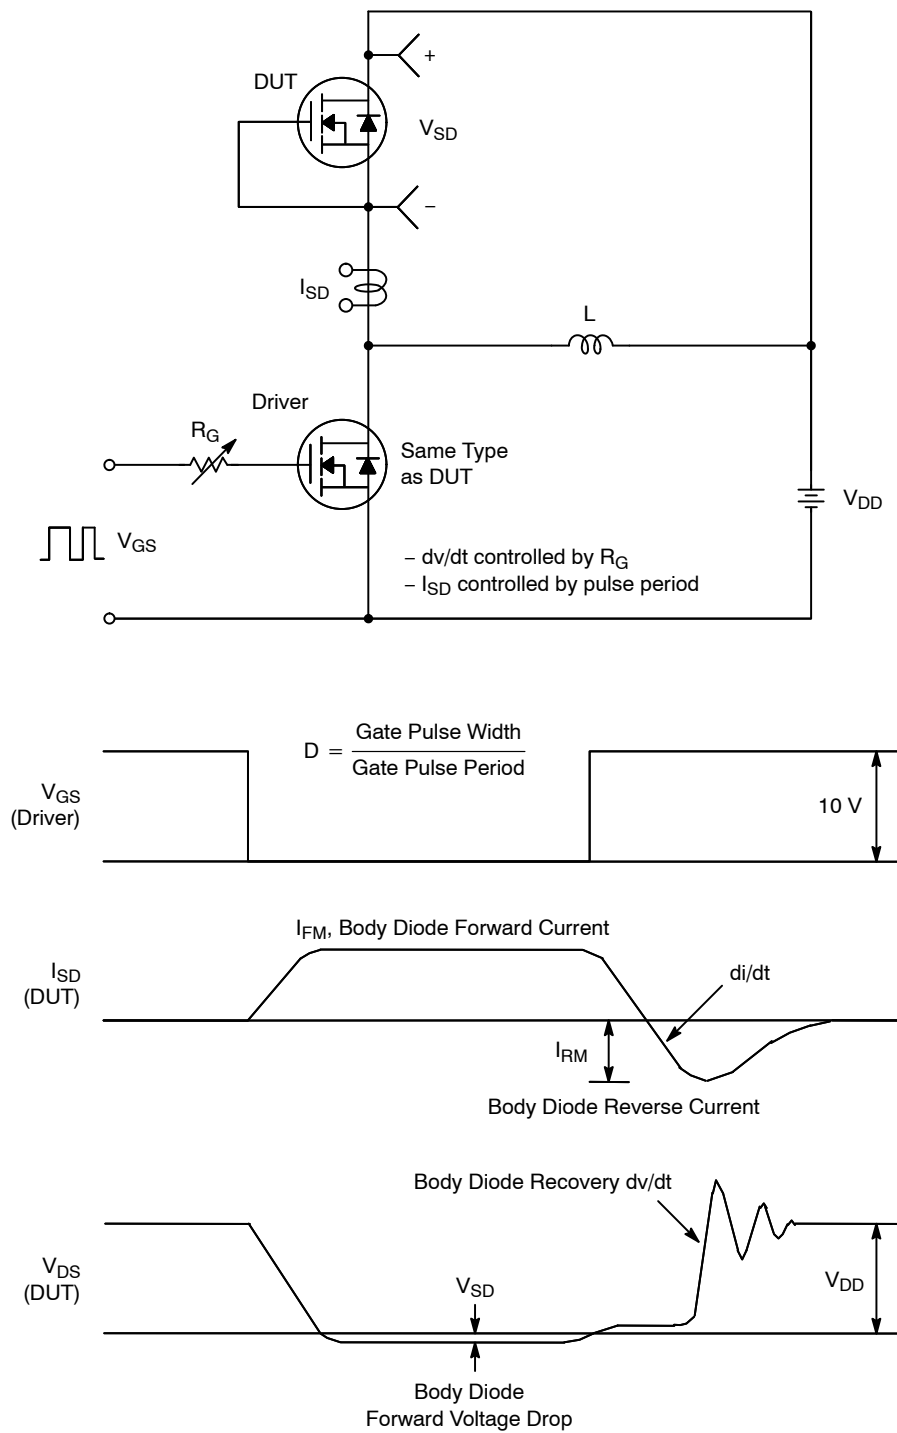 +
DUT
V_SD
−
I_SD
L
Driver
R_G
Same Type
as DUT
V_DD
V_GS
− dv/dt controlled by R_G
− I_SD controlled by pulse period
D = Gate Pulse Width
Gate Pulse Period
V_GS
(Driver)
10 V
I_FM, Body Diode Forward Current
I_SD
(DUT)
di/dt
I_RM
Body Diode Reverse Current
Body Diode Recovery dv/dt
V_DS
(DUT)
V_SD
V_DD
Body Diode
Forward Voltage Drop